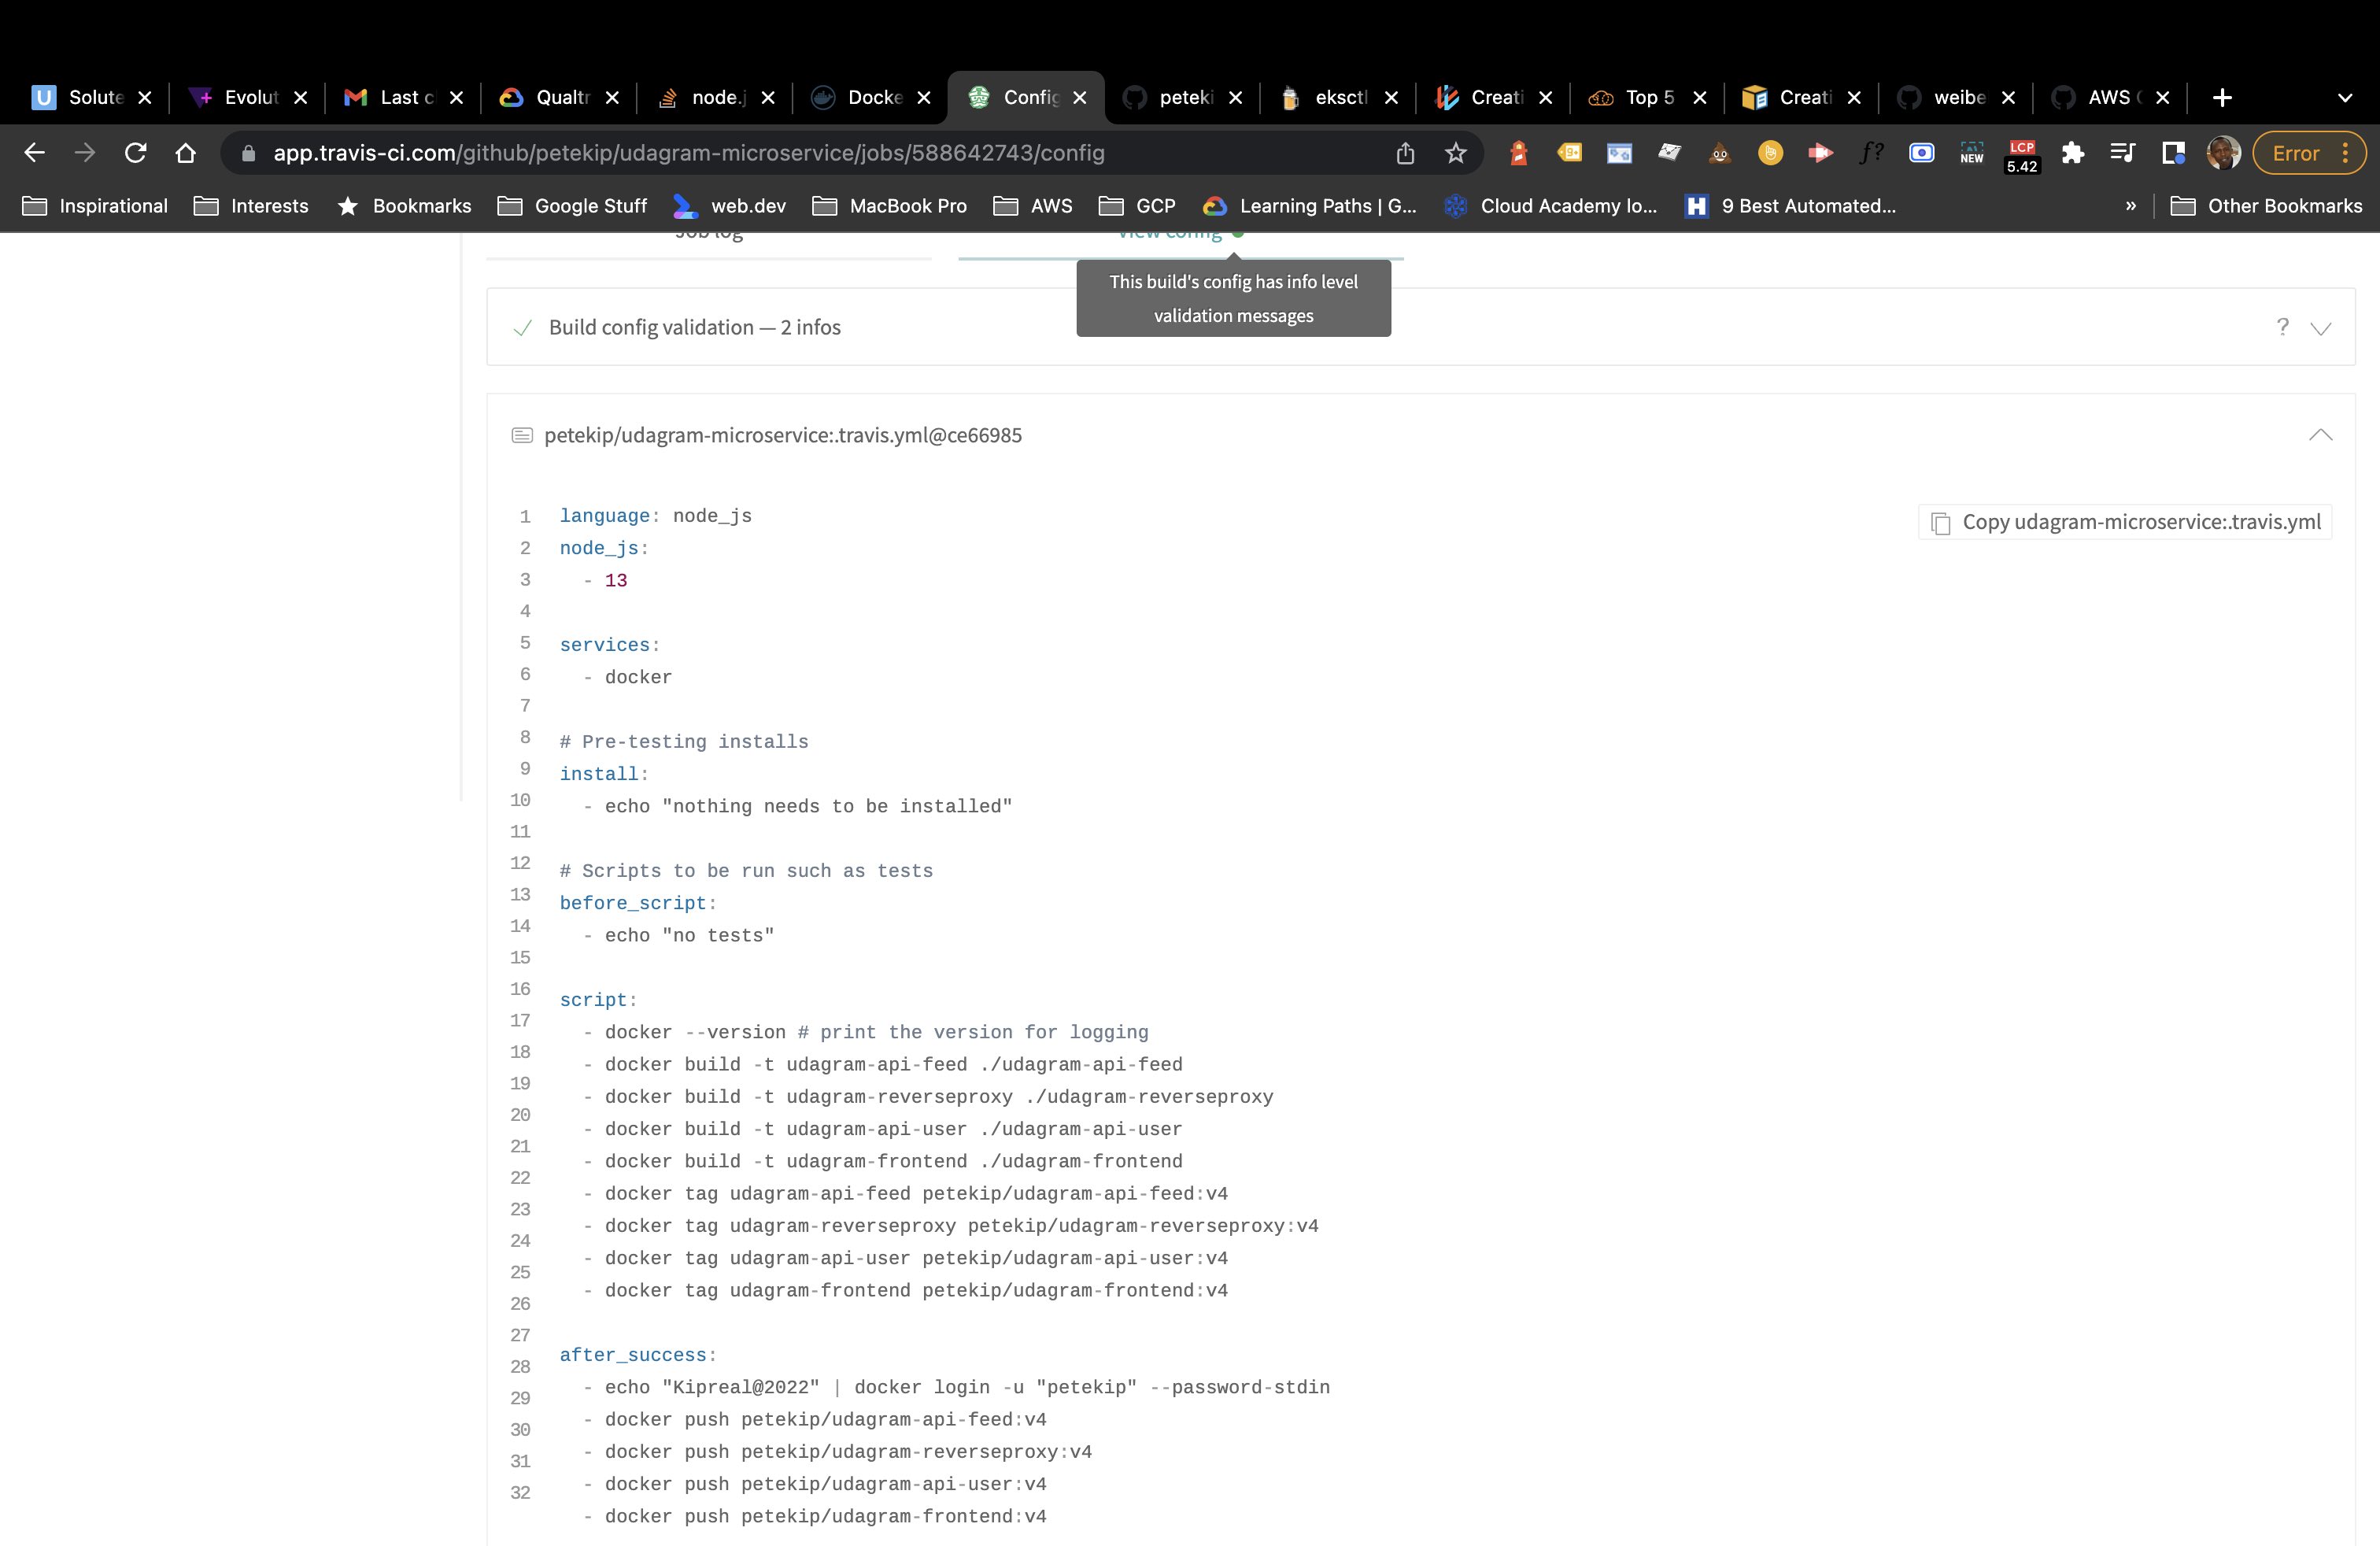 Solute
Evolut
Last c
Qualtr
node.j
Docke
Config
peteki
eksctl
Creati
Top 5
Creati
weibe
AWS
app.travis-ci.com/github/petekip/udagram-microservice/jobs/588642743/config
NEW
LCP
5.42
Error
Inspirational
Interests
Bookmarks
Google Stuff
web.dev
MacBook Pro
AWS
GCP
Learning Paths | G...
Cloud Academy lo...
9 Best Automated...
»
Other Bookmarks
Job log
View config
This build's config has info level
validation messages
Build config validation — 2 infos
?
petekip/udagram-microservice:.travis.yml@ce66985
Copy udagram-microservice:.travis.yml
1 language: node_js
2 node_js:
3 - 13
4
5 services:
6 - docker
7
8 # Pre-testing installs
9 install:
10 - echo "nothing needs to be installed"
11
12 # Scripts to be run such as tests
13 before_script:
14 - echo "no tests"
15
16 script:
17 - docker --version # print the version for logging
18 - docker build -t udagram-api-feed ./udagram-api-feed
19 - docker build -t udagram-reverseproxy ./udagram-reverseproxy
20 - docker build -t udagram-api-user ./udagram-api-user
21 - docker build -t udagram-frontend ./udagram-frontend
22 - docker tag udagram-api-feed petekip/udagram-api-feed:v4
23 - docker tag udagram-reverseproxy petekip/udagram-reverseproxy:v4
24 - docker tag udagram-api-user petekip/udagram-api-user:v4
25 - docker tag udagram-frontend petekip/udagram-frontend:v4
26
27 after_success:
28 - echo "Kipreal@2022" | docker login -u "petekip" --password-stdin
29 - docker push petekip/udagram-api-feed:v4
30 - docker push petekip/udagram-reverseproxy:v4
31 - docker push petekip/udagram-api-user:v4
32 - docker push petekip/udagram-frontend:v4